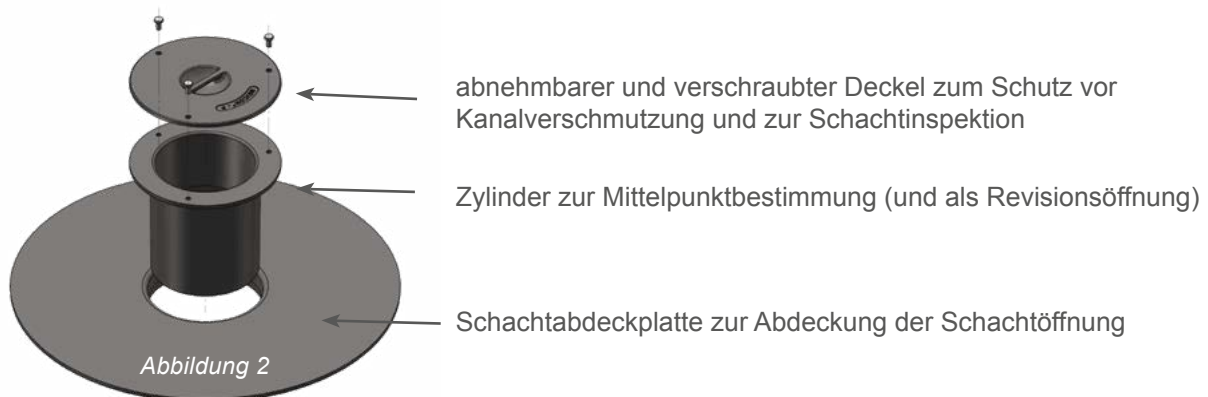 abnehmbarer und verschraubter Deckel zum Schutz vor
Kanalverschmutzung und zur Schachtinspektion
Zylinder zur Mittelpunktbestimmung (und als Revisionsöffnung)
Schachtabdeckplatte zur Abdeckung der Schachtöffnung
Abbildung 2